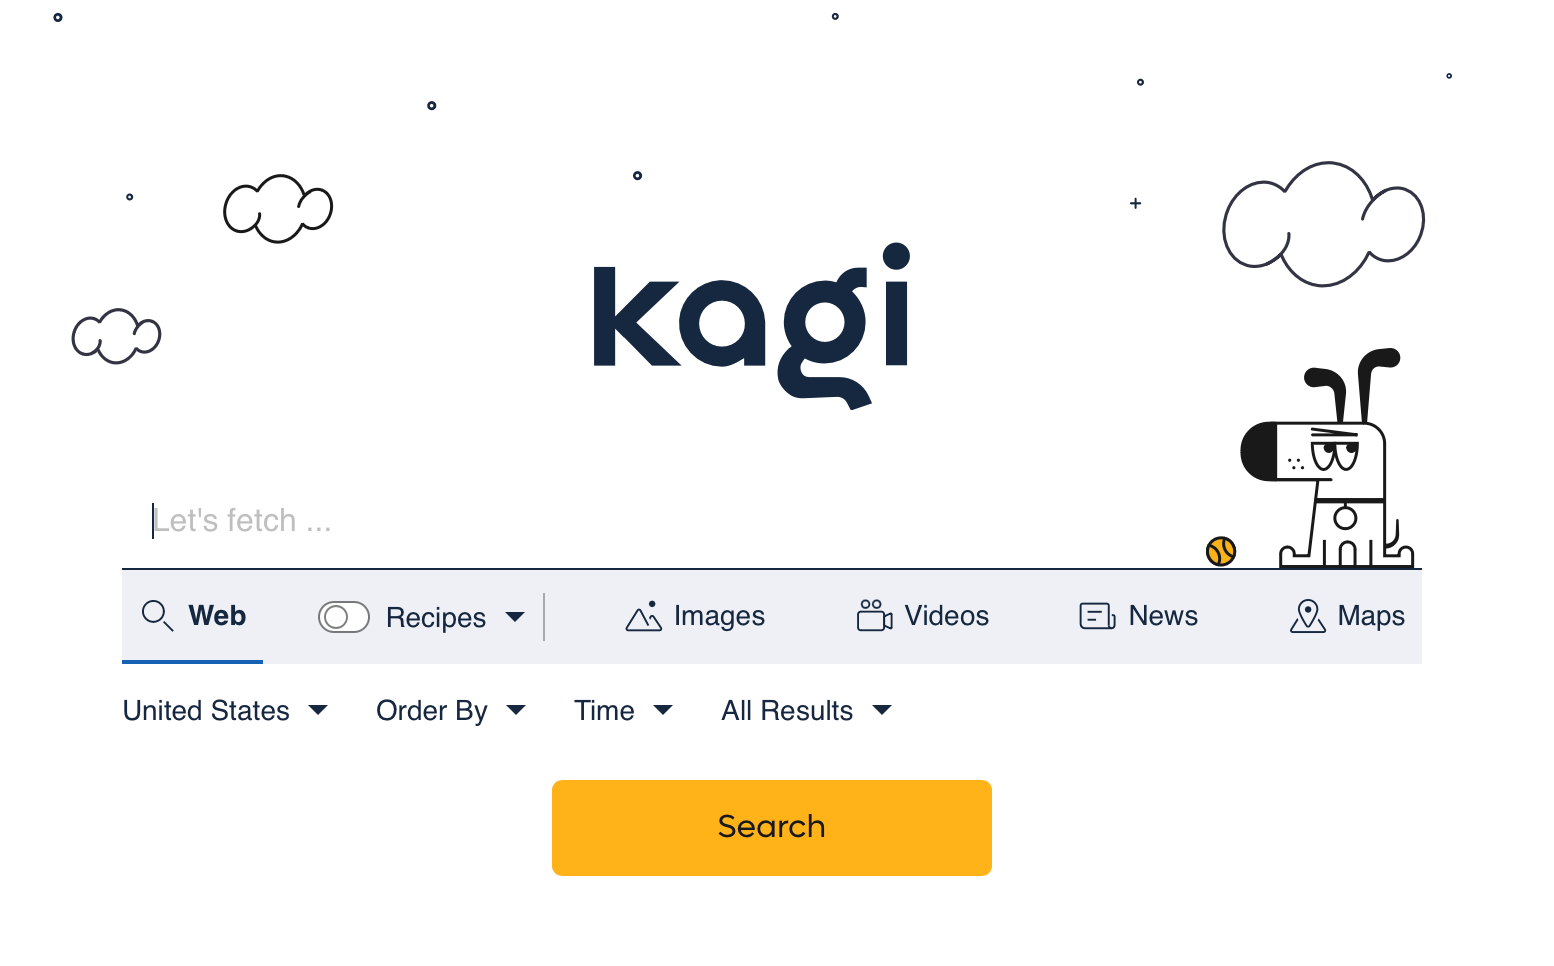 kagi
Let's fetch ...
Web Recipes Images Videos News Maps
United States Order By Time All Results
Search